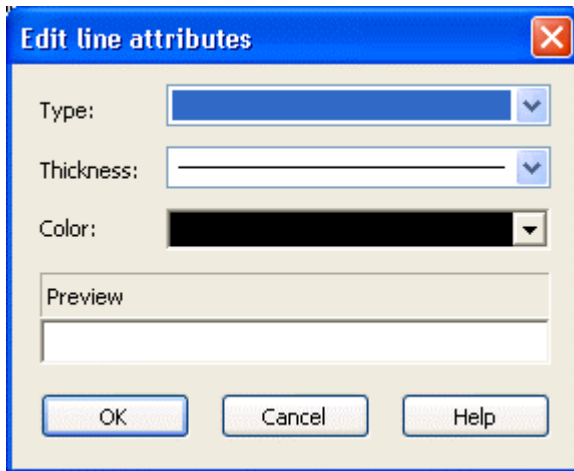 Edit line attributes
Type:
Thickness:
Color:
Preview
OK Cancel Help